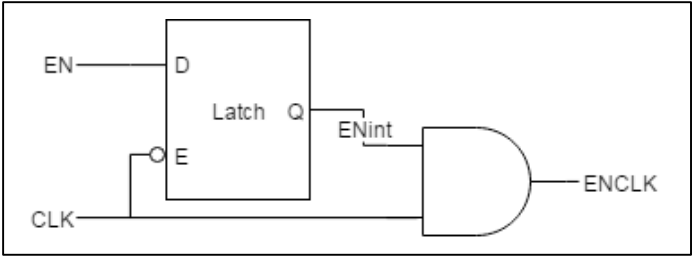 EN
D
Latch
Q
ENint
E
ENCLK
CLK